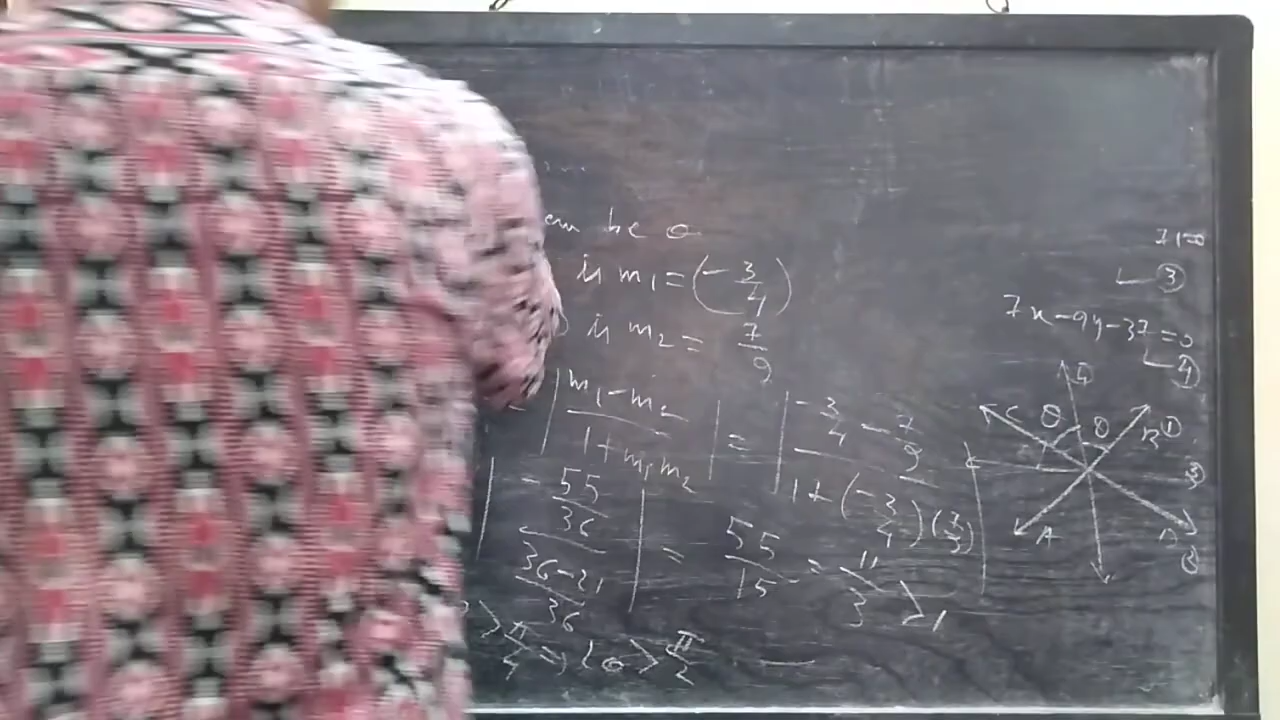 be θ
is m₁ = (-3/4)
is m₂ = 7/9
|m₁-m₂ / 1+m₁m₂| = |-3/4 - 7/9 / 1+(-3/4)(7/9)|
|-55/36 / 36-21/36| = 55/15 = 11/3 > 1
> π/4 ⇒ 2θ > π/2
③
7x-9y-37=0
④
C θ θ B ①
③
A D